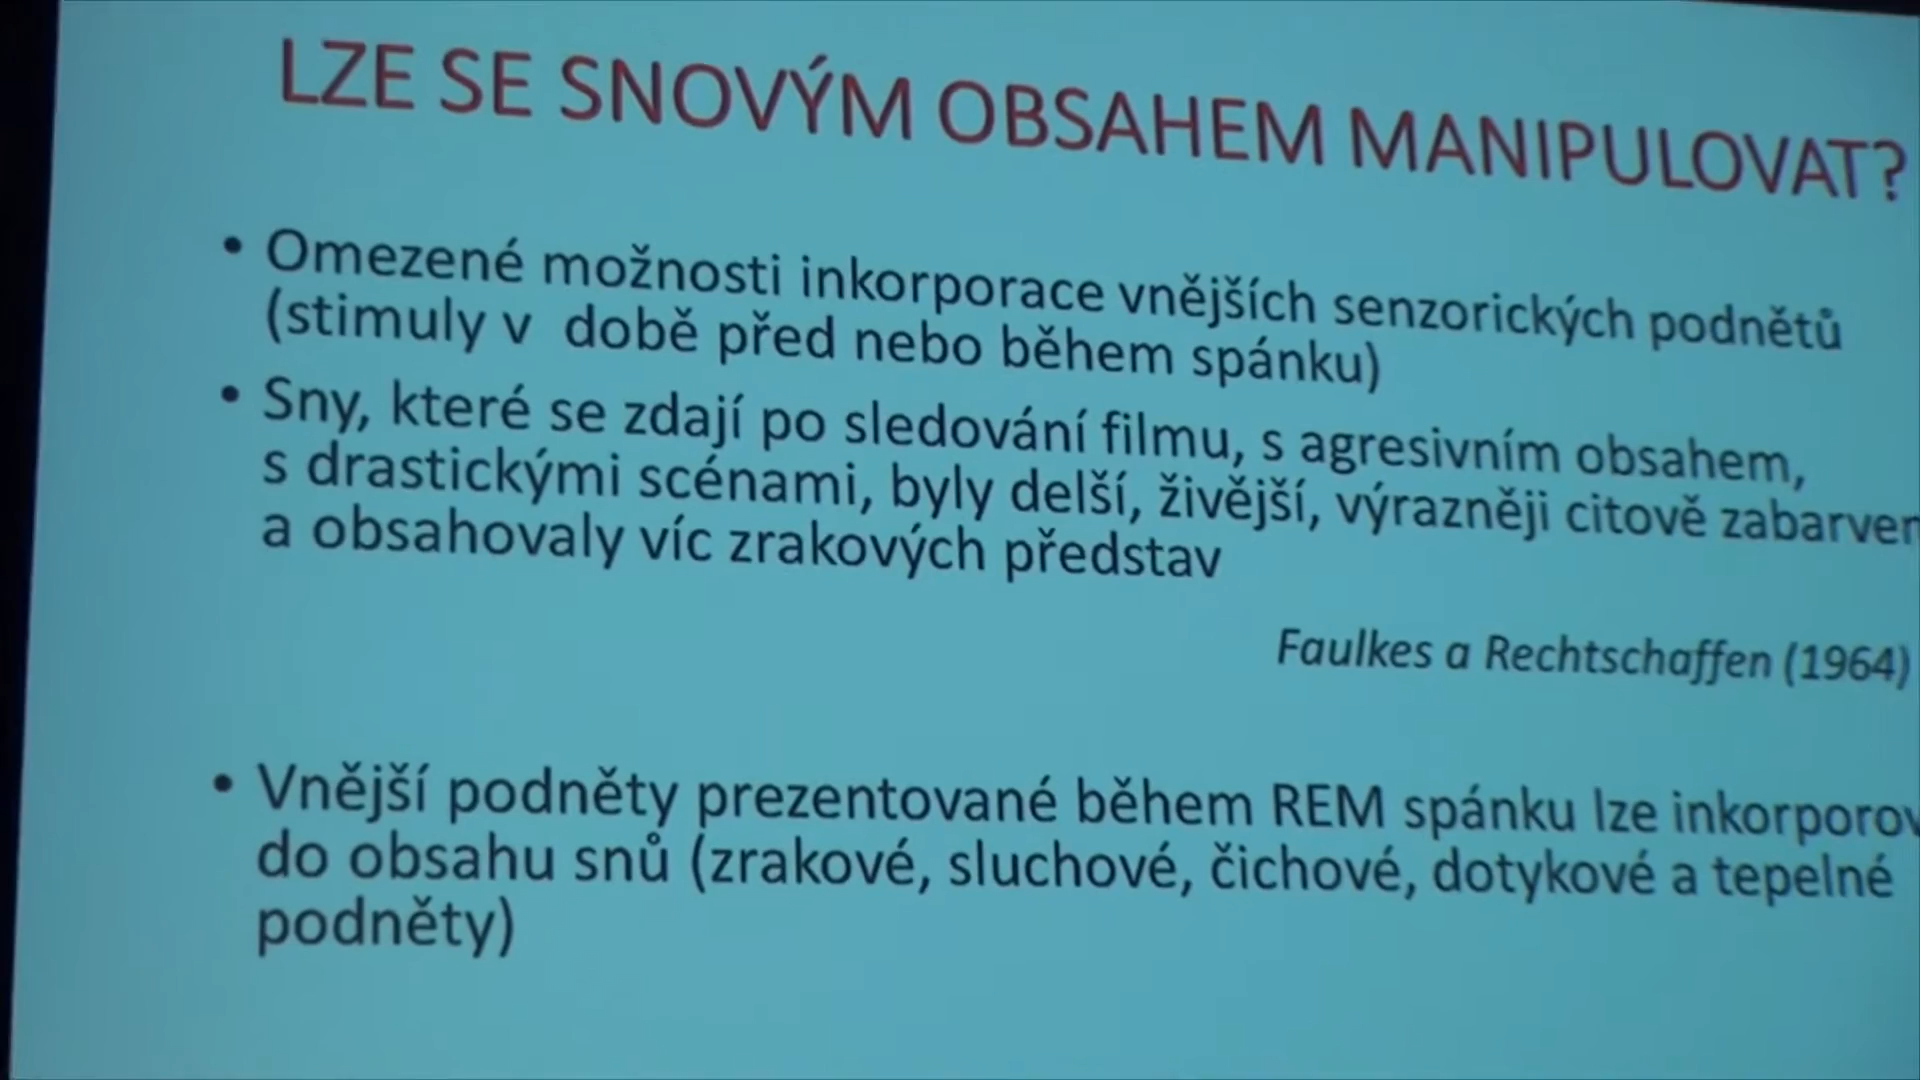 LZE SE SNOVÝM OBSAHEM MANIPULOVAT?
• Omezené možnosti inkorporace vnějších senzorických podnětů
(stimuly v době před nebo během spánku)
• Sny, které se zdají po sledování filmu, s agresivním obsahem,
s drastickými scénami, byly delší, živější, výrazněji citově
a obsahovaly víc zrakových představ
Faulkes a Rechtschaffen (1964)
• Vnější podněty prezentované během REM spánku lze
do obsahu snů (zrakové, sluchové, čichové, dotykové a tepelné
podněty)